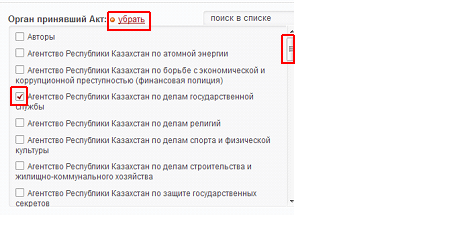 Орган принявший Акт: убрать поиск в списке
Авторы
Агентство Республики Казахстан по атомной энергии
Агентство Республики Казахстан по борьбе с экономической и
коррупционной преступностью (финансовая полиция)
Агентство Республики Казахстан по делам государственной
службы
Агентство Республики Казахстан по делам религий
Агентство Республики Казахстан по делам спорта и физической
культуры
Агентство Республики Казахстан по делам строительства и
жилищно-коммунального хозяйства
Агентство Республики Казахстан по защите государственных
секретов